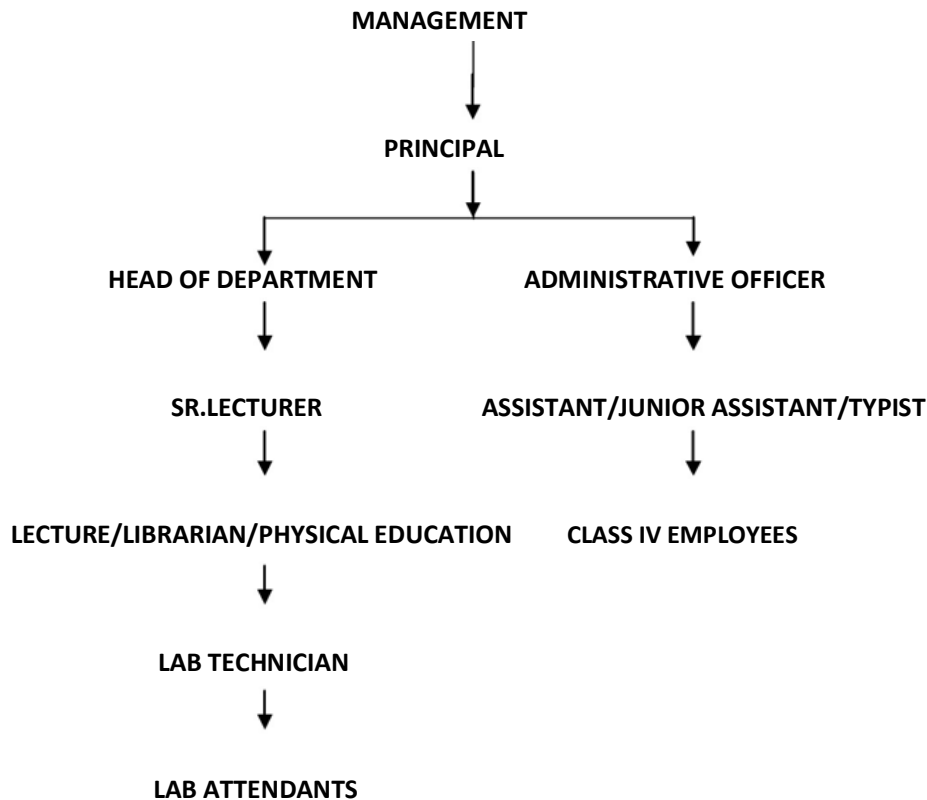 MANAGEMENT
PRINCIPAL
HEAD OF DEPARTMENT
ADMINISTRATIVE OFFICER
SR.LECTURER
ASSISTANT/JUNIOR ASSISTANT/TYPIST
LECTURE/LIBRARIAN/PHYSICAL EDUCATION
CLASS IV EMPLOYEES
LAB TECHNICIAN
LAB ATTENDANTS